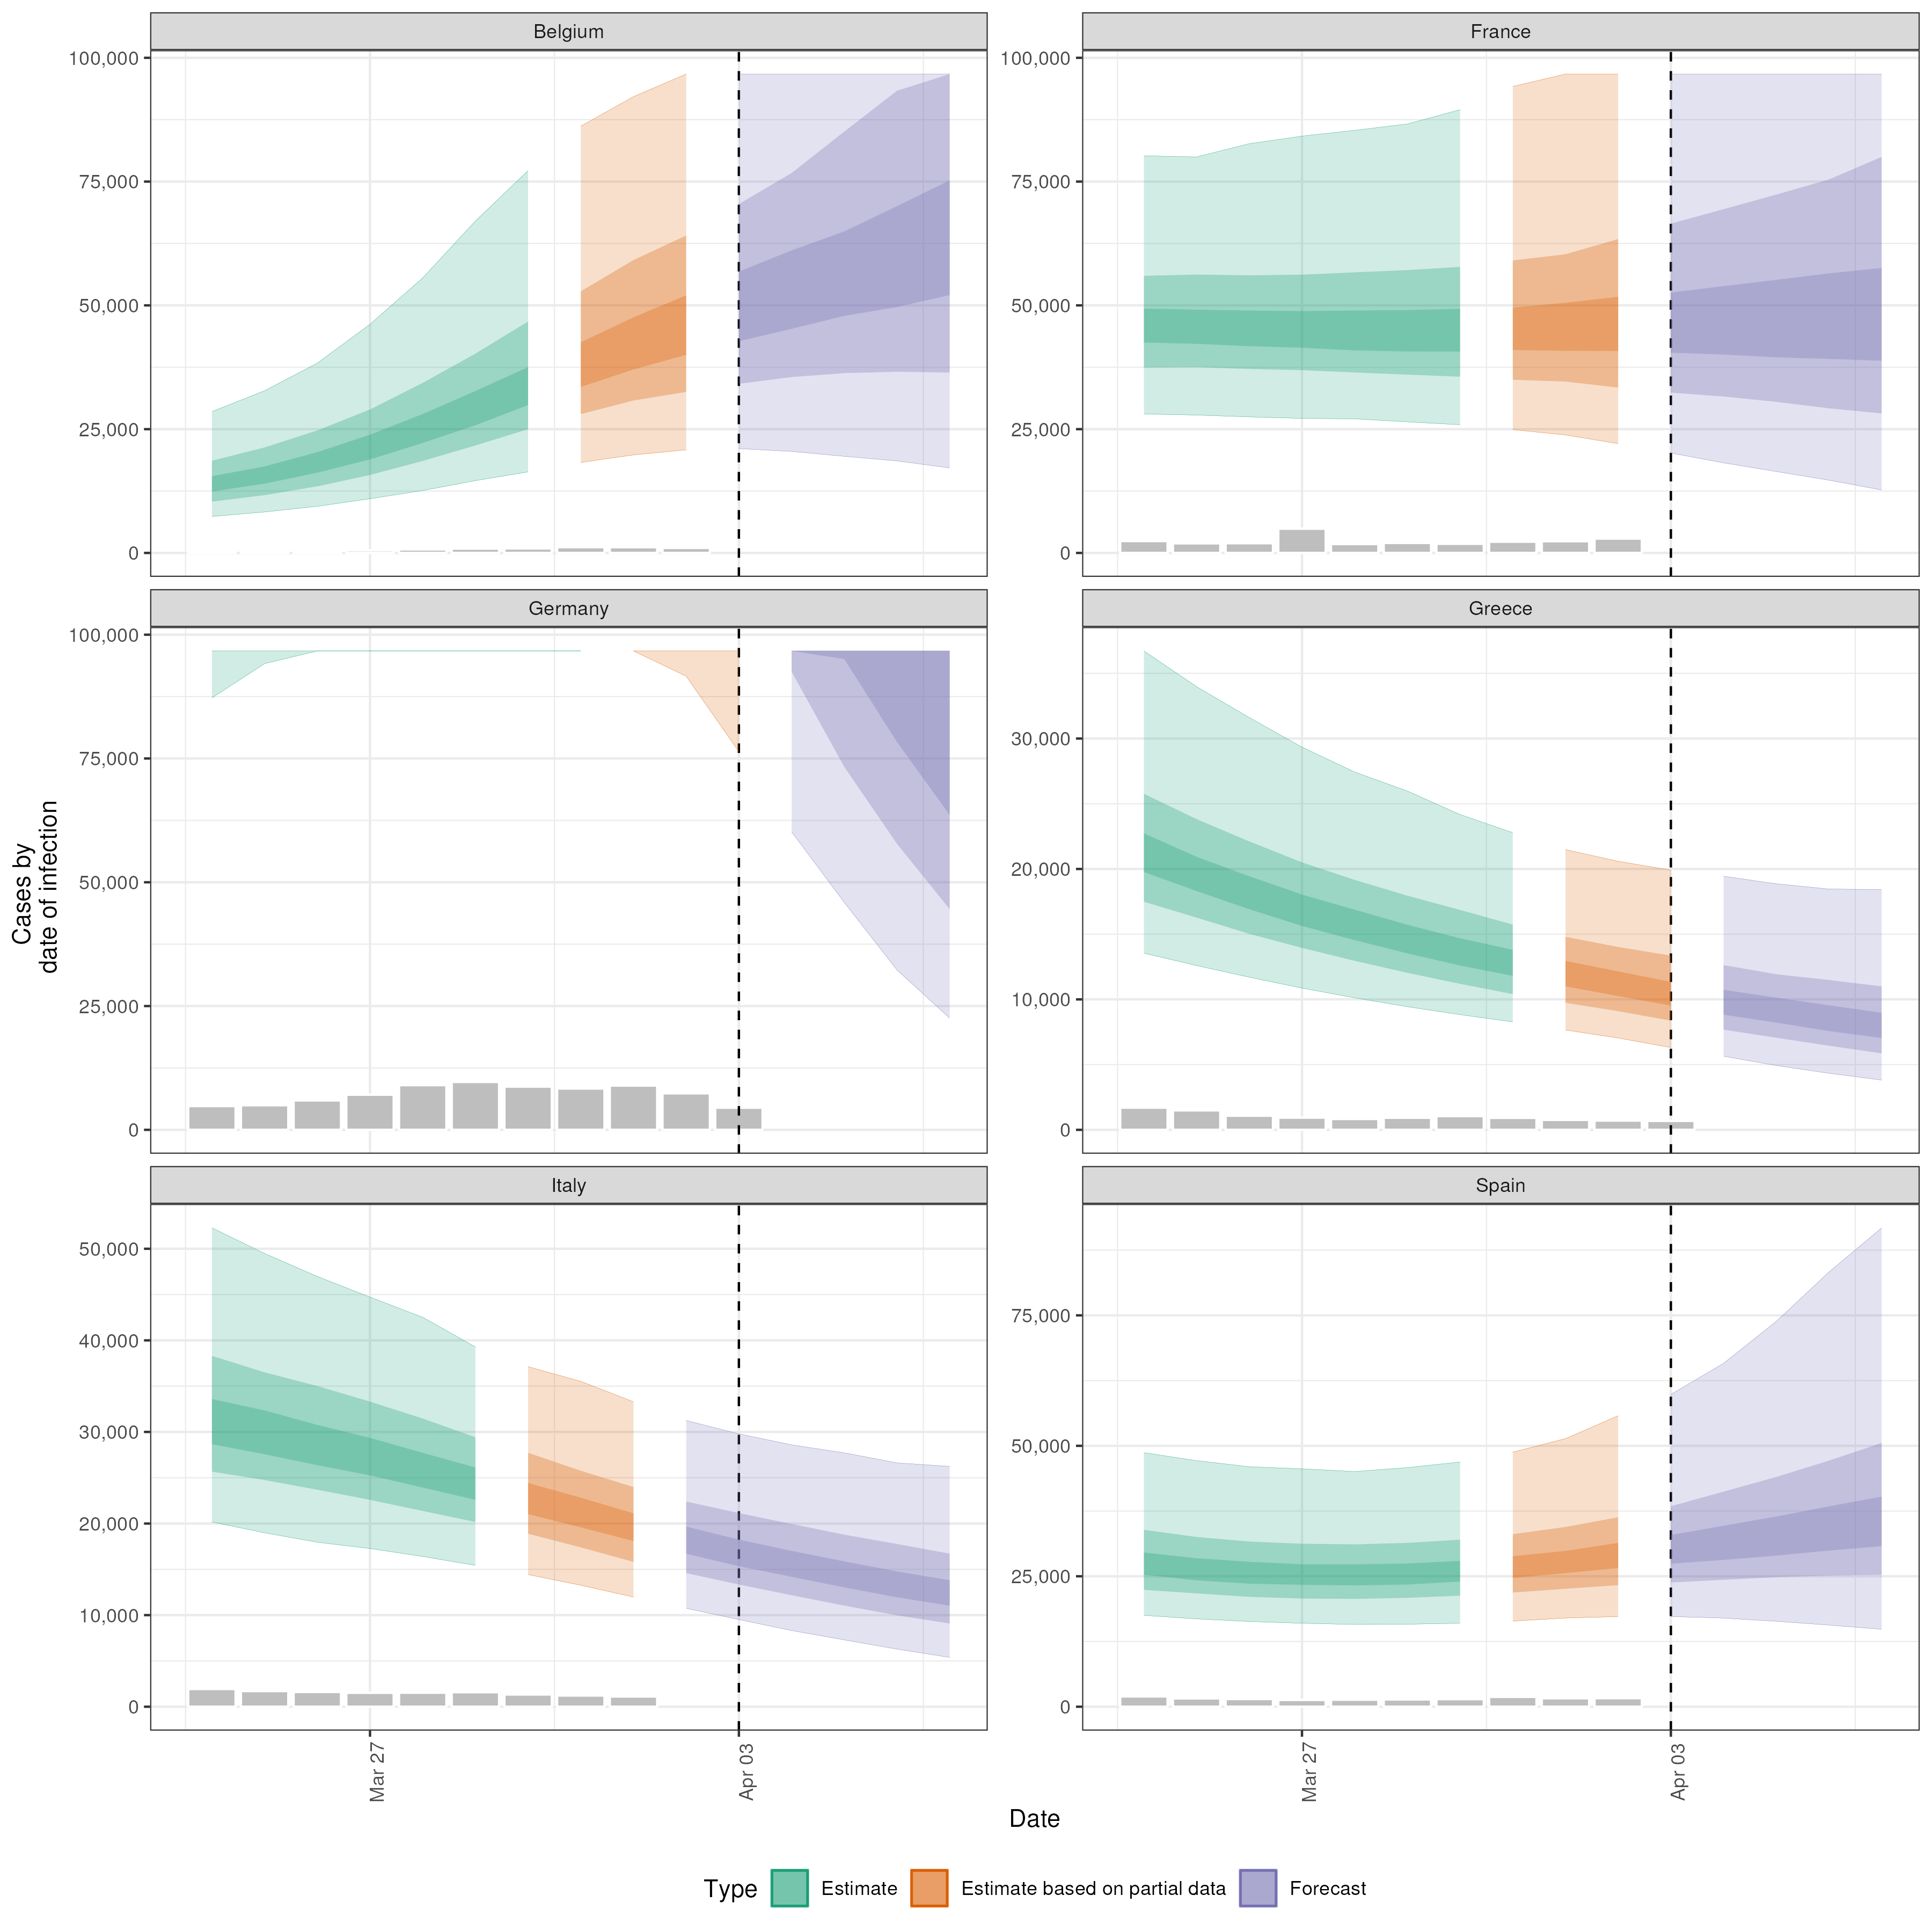 Belgium
France
100,000
75,000
50,000
25,000
0
100,000
75,000
50,000
25,000
0
Germany
Greece
100,000
75,000
50,000
25,000
0
30,000
20,000
10,000
0
Cases by
date of infection
Italy
Spain
50,000
40,000
30,000
20,000
10,000
0
75,000
50,000
25,000
0
Mar 27
Apr 03
Mar 27
Apr 03
Date
Type Estimate Estimate based on partial data Forecast